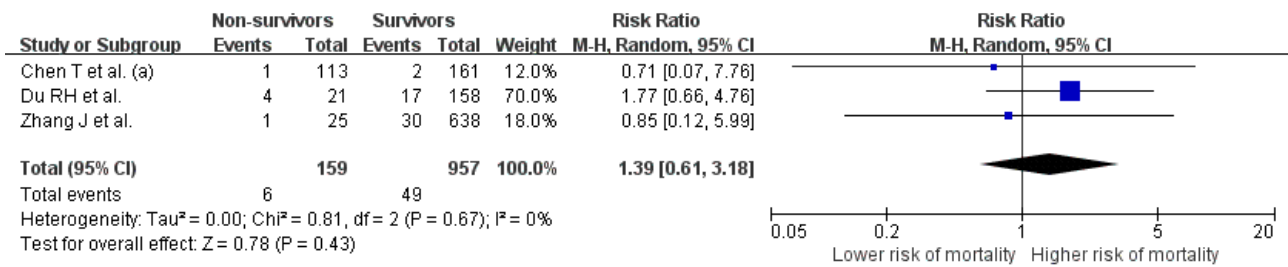 Non-survivors Survivors Risk Ratio Risk Ratio
Study or Subgroup Events Total Events Total Weight M-H, Random, 95% CI M-H, Random, 95% CI
Chen T et al. (a) 1 113 2 161 12.0% 0.71 [0.07, 7.76]
Du RH et al. 4 21 17 158 70.0% 1.77 [0.66, 4.76]
Zhang J et al. 1 25 30 638 18.0% 0.85 [0.12, 5.99]
Total (95% CI) 159 957 100.0% 1.39 [0.61, 3.18]
Total events 6 49
Heterogeneity: Tau² = 0.00; Chi² = 0.81, df = 2 (P = 0.67); I² = 0%
Test for overall effect: Z = 0.78 (P = 0.43)
0.05 0.2 1 5 20
Lower risk of mortality Higher risk of mortality